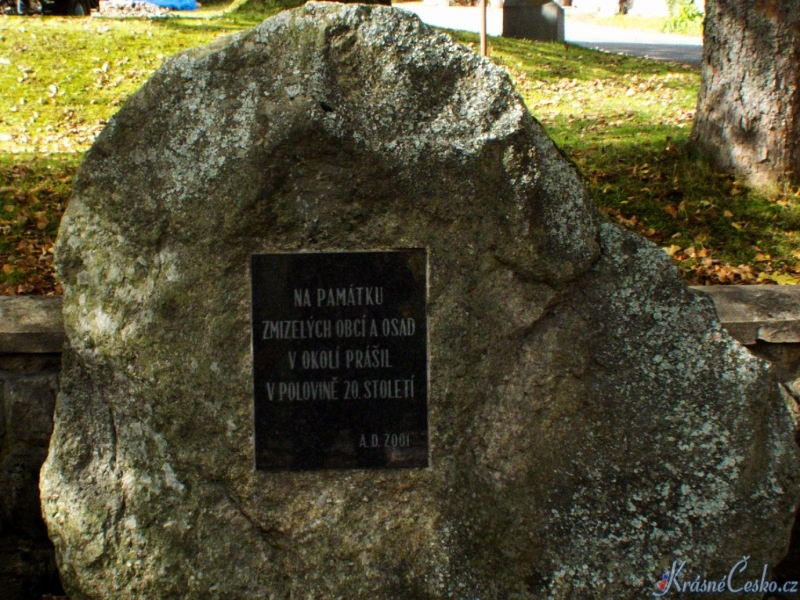 NA PAMÁTKU
ZMIZELÝCH OBCÍ A OSAD
V OKOLÍ PRÁŠIL
V POLOVINĚ 20. STOLETÍ
A.D. 2001
KrásnéČesko.cz